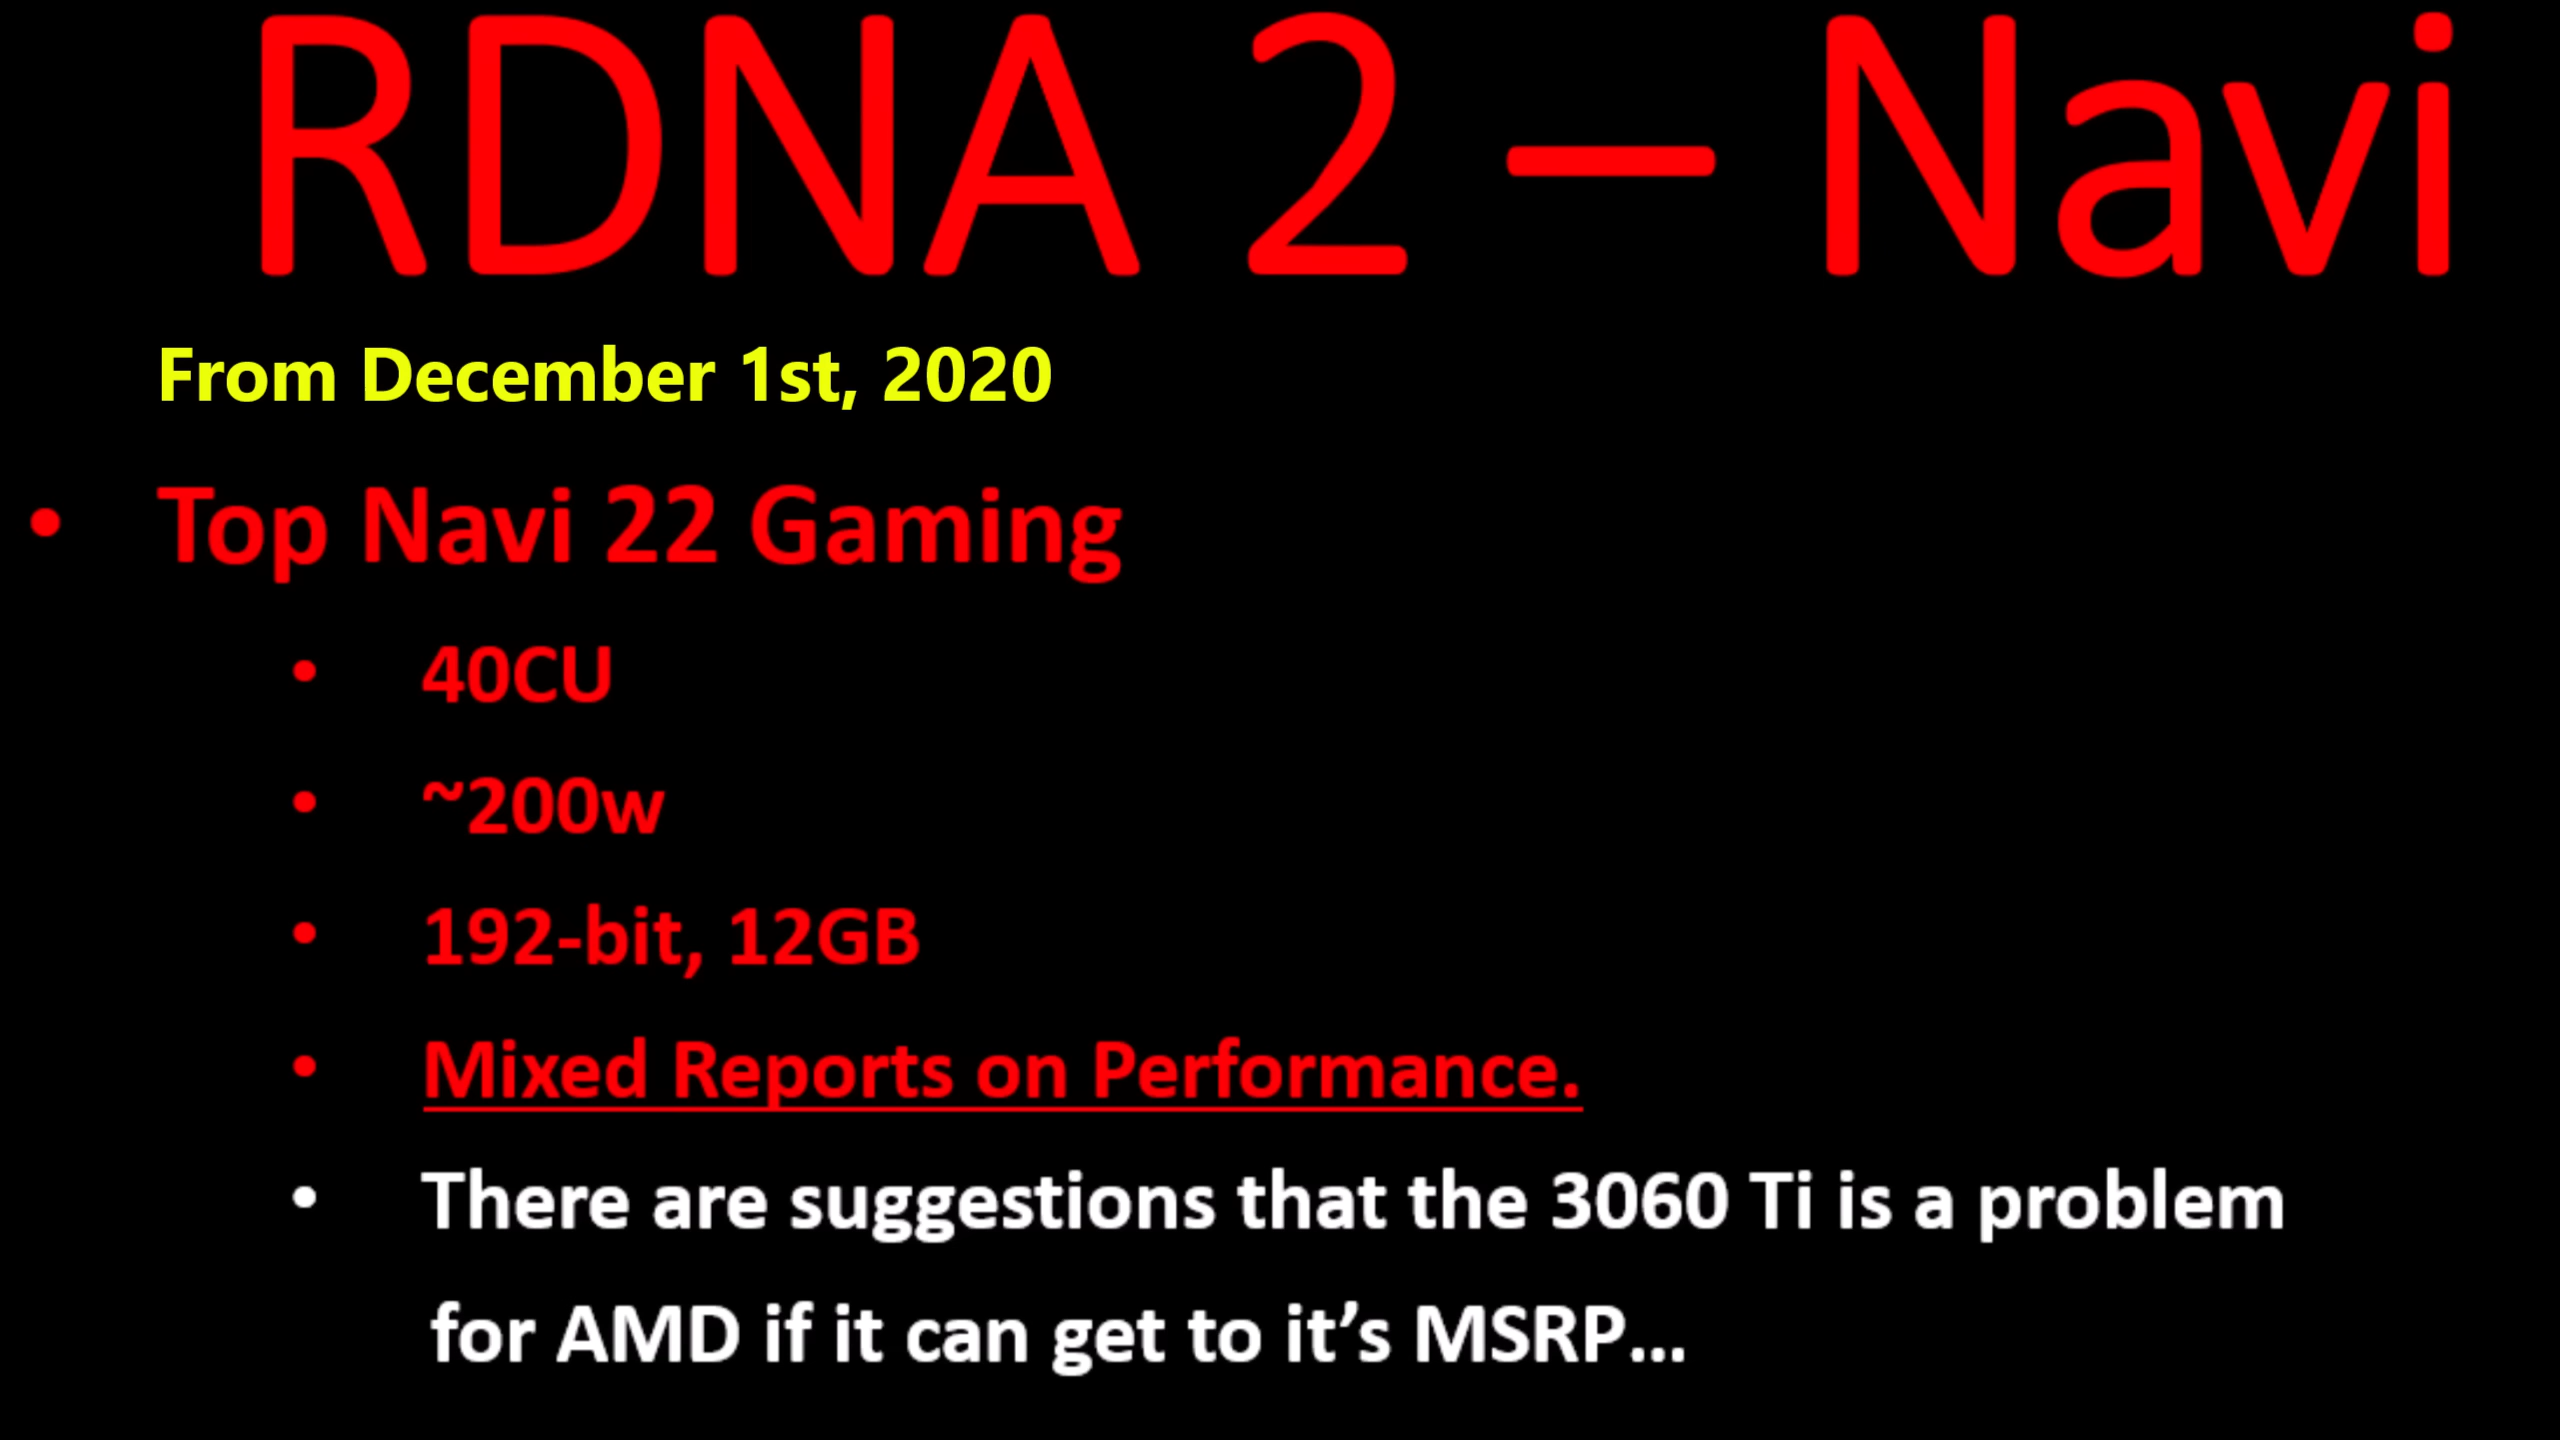 RDNA 2 – Navi
From December 1st, 2020
• Top Navi 22 Gaming
• 40CU
• ~200w
• 192-bit, 12GB
• Mixed Reports on Performance.
• There are suggestions that the 3060 Ti is a problem
for AMD if it can get to it’s MSRP…